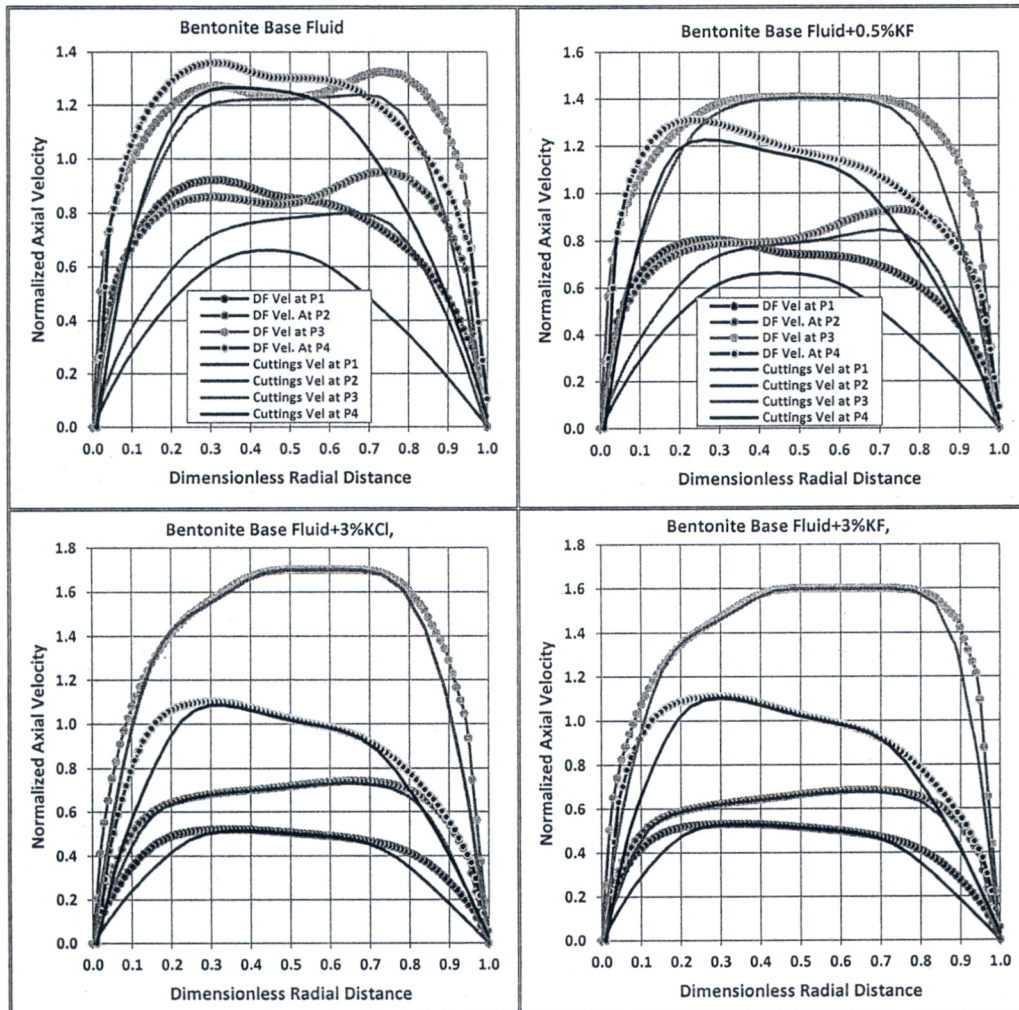 Bentonite Base Fluid
1.4
1.2
1.0
0.8
0.6
0.4
0.2
0.0
Normalized Axial Velocity
DF Vel at P1
DF Vel. At P2
DF Vel at P3
DF Vel. At P4
Cuttings Vel at P1
Cuttings Vel at P2
Cuttings Vel at P3
Cuttings Vel at P4
0.0 0.1 0.2 0.3 0.4 0.5 0.6 0.7 0.8 0.9 1.0
Dimensionless Radial Distance
Bentonite Base Fluid+0.5%KF
1.6
1.4
1.2
1.0
0.8
0.6
0.4
0.2
0.0
Normalized Axial Velocity
DF Vel at P1
DF Vel. At P2
DF Vel at P3
DF Vel. At P4
Cuttings Vel at P1
Cuttings Vel at P2
Cuttings Vel at P3
Cuttings Vel at P4
0.0 0.1 0.2 0.3 0.4 0.5 0.6 0.7 0.8 0.9 1.0
Dimensionless Radial Distance
Bentonite Base Fluid+3%KCl,
1.8
1.6
1.4
1.2
1.0
0.8
0.6
0.4
0.2
0.0
Normalized Axial Velocity
0.0 0.1 0.2 0.3 0.4 0.5 0.6 0.7 0.8 0.9 1.0
Dimensionless Radial Distance
Bentonite Base Fluid+3%KF,
1.8
1.6
1.4
1.2
1.0
0.8
0.6
0.4
0.2
0.0
Normalized Axial Velocity
0.0 0.1 0.2 0.3 0.4 0.5 0.6 0.7 0.8 0.9 1.0
Dimensionless Radial Distance